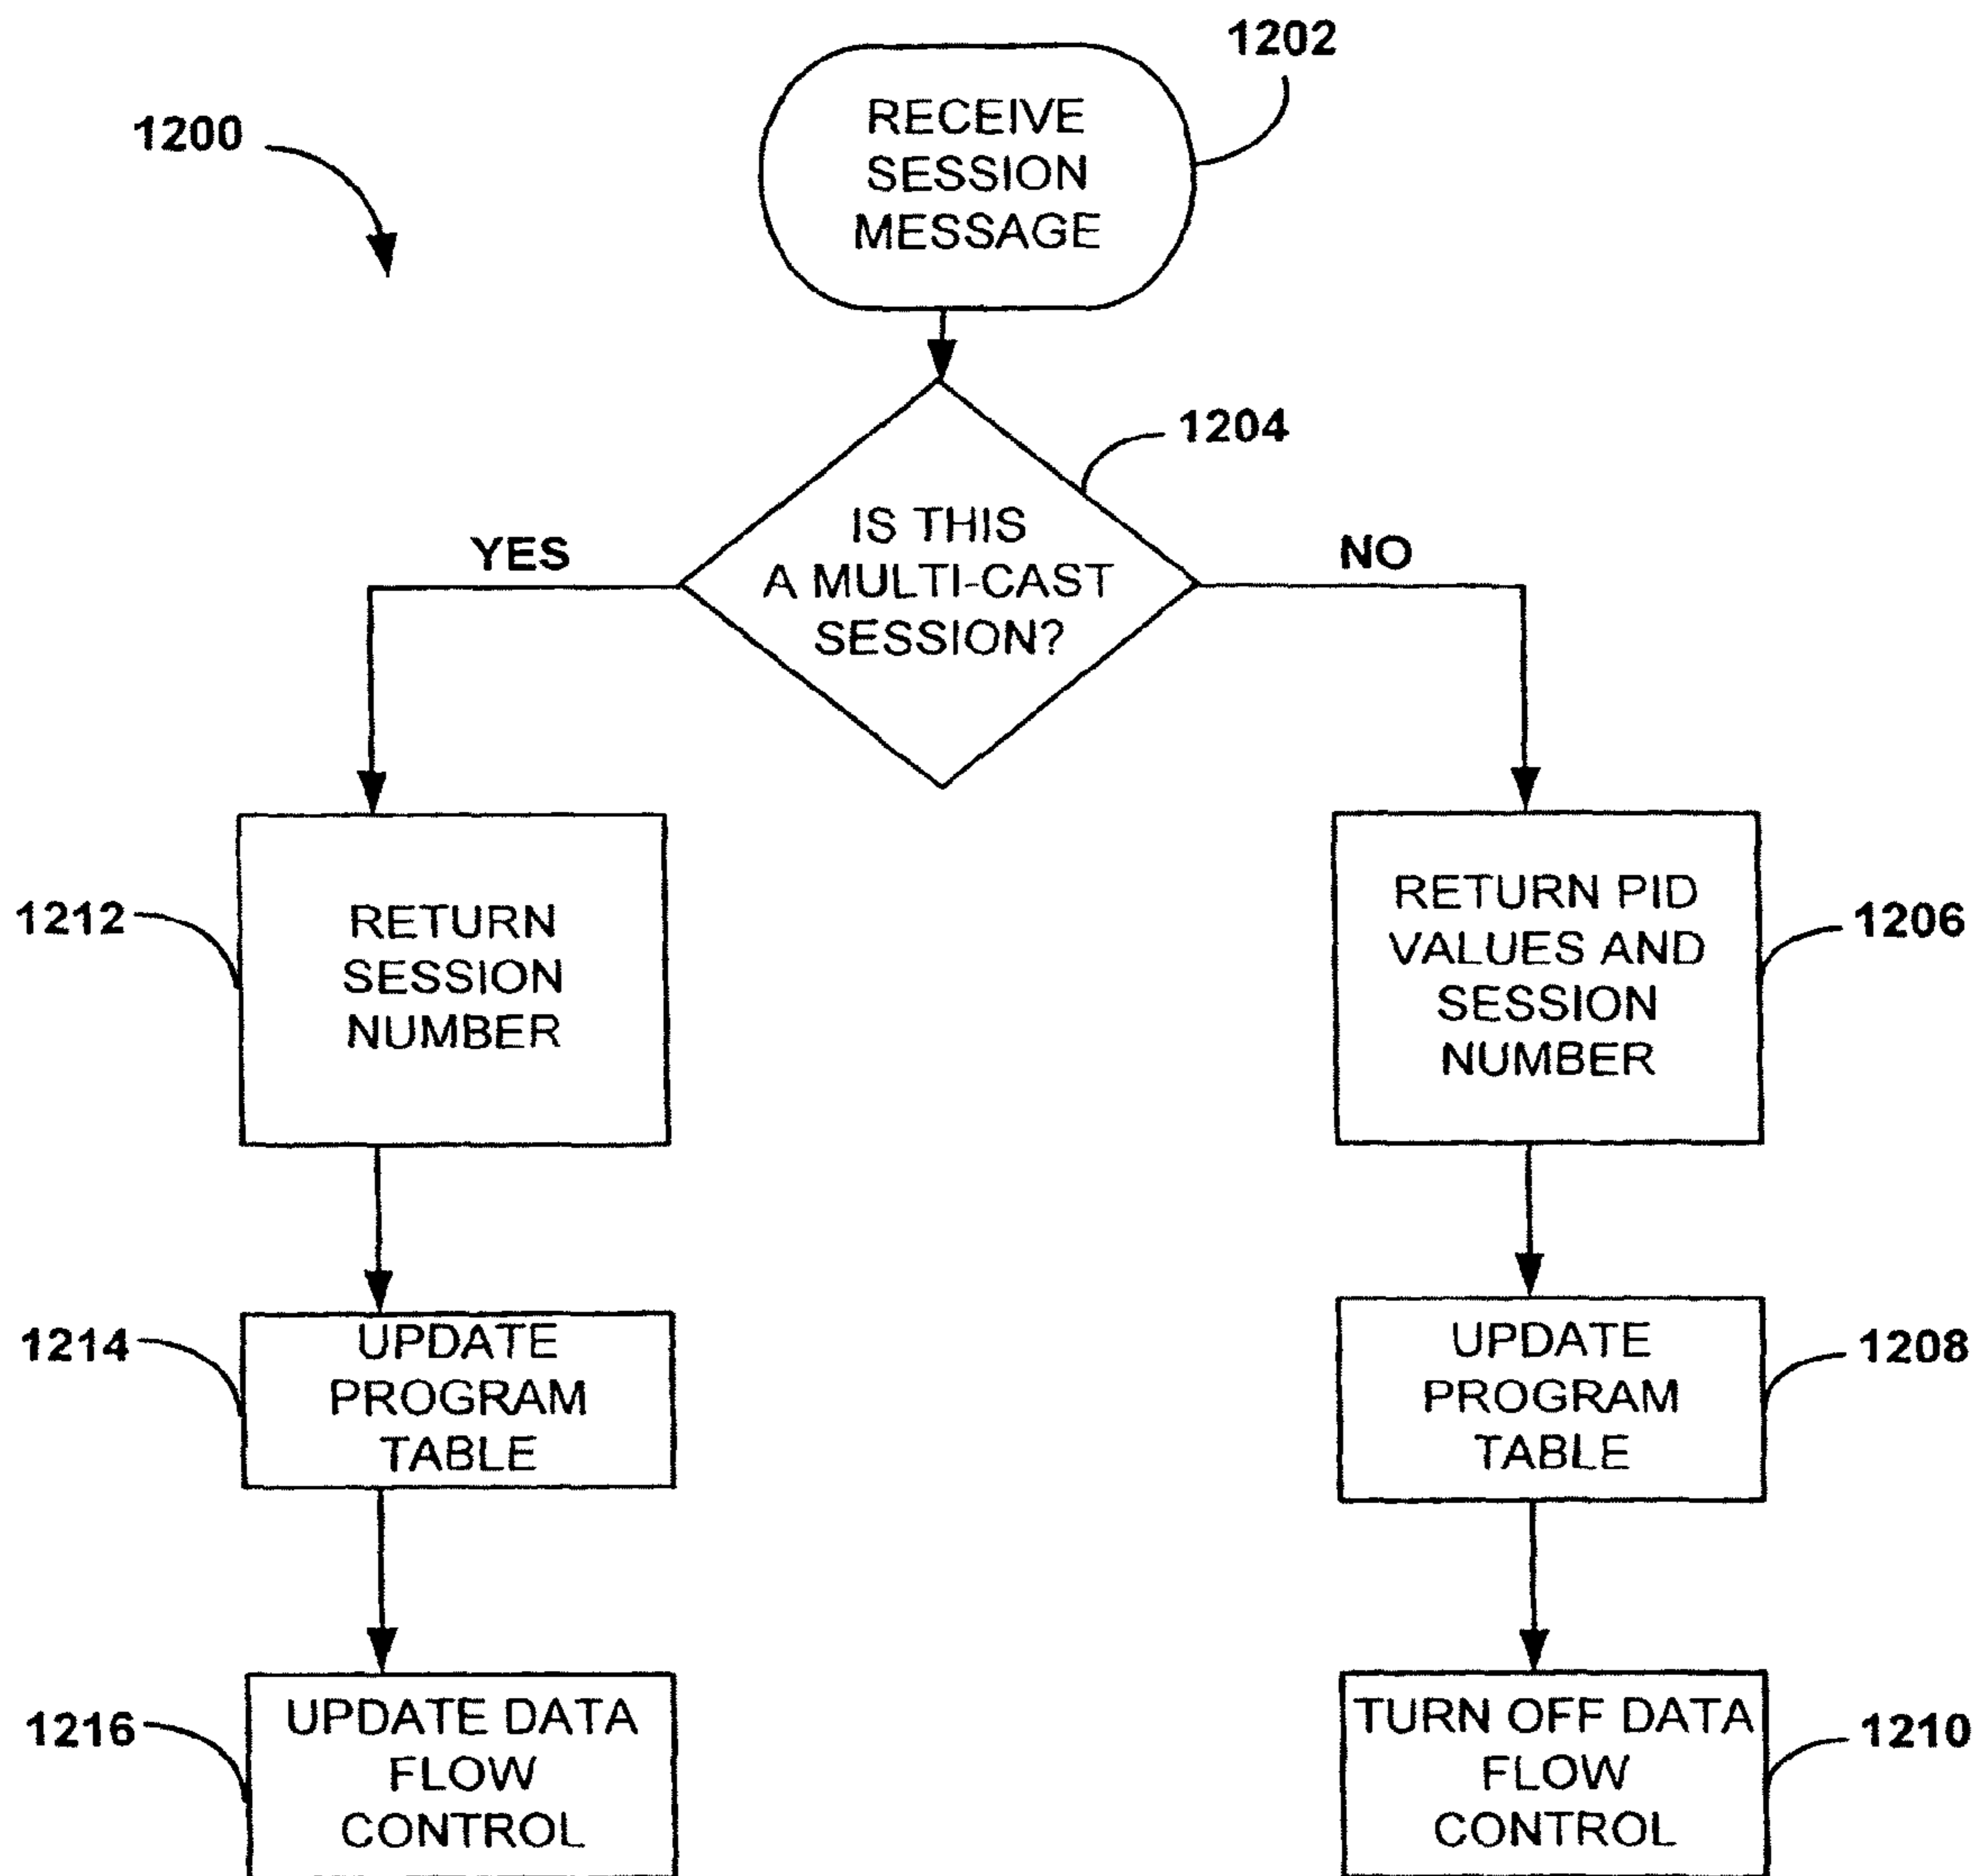 1202
RECEIVE
SESSION
MESSAGE
1200
1204
IS THIS
A MULTI-CAST
SESSION?
YES
NO
1212
RETURN
SESSION
NUMBER
RETURN PID
VALUES AND
SESSION
NUMBER
1206
1214
UPDATE
PROGRAM
TABLE
UPDATE
PROGRAM
TABLE
1208
1216
UPDATE DATA
FLOW
CONTROL
TURN OFF DATA
FLOW
CONTROL
1210